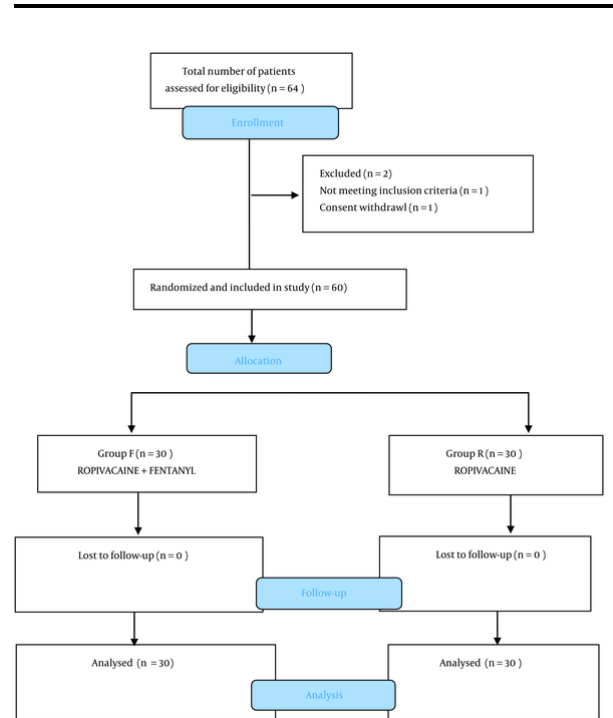 Total number of patients
assessed for eligibility (n = 64 )
Enrollment
Excluded (n = 2)
Not meeting inclusion criteria (n = 1)
Consent withdrawl (n = 1)
Randomized and included in study (n = 60)
Allocation
Group F (n = 30 )
ROPIVACAINE + FENTANYL
Group R (n = 30 )
ROPIVACAINE
Lost to follow-up (n = 0 )
Lost to follow-up (n = 0 )
Follow-up
Analysed (n = 30)
Analysed (n = 30 )
Analysis